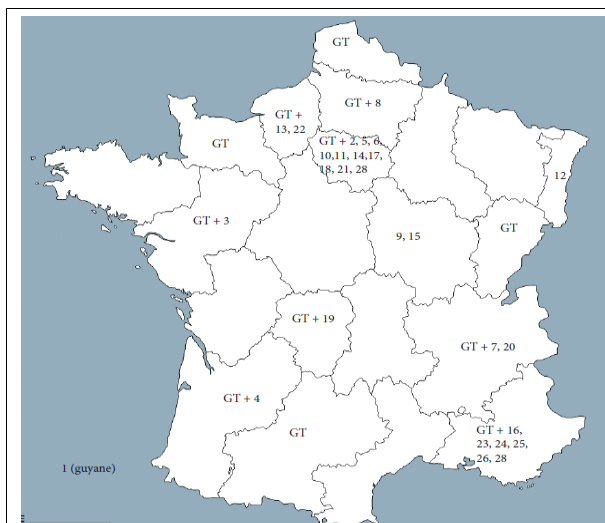 GT
GT + 8
GT +
13, 22
GT
GT + 2, 5, 6,
10,11, 14,17,
18, 21, 28
12
GT + 3
GT
9, 15
GT + 19
GT + 7, 20
GT + 4
GT
GT + 16,
23, 24, 25,
26, 28
1 (guyane)